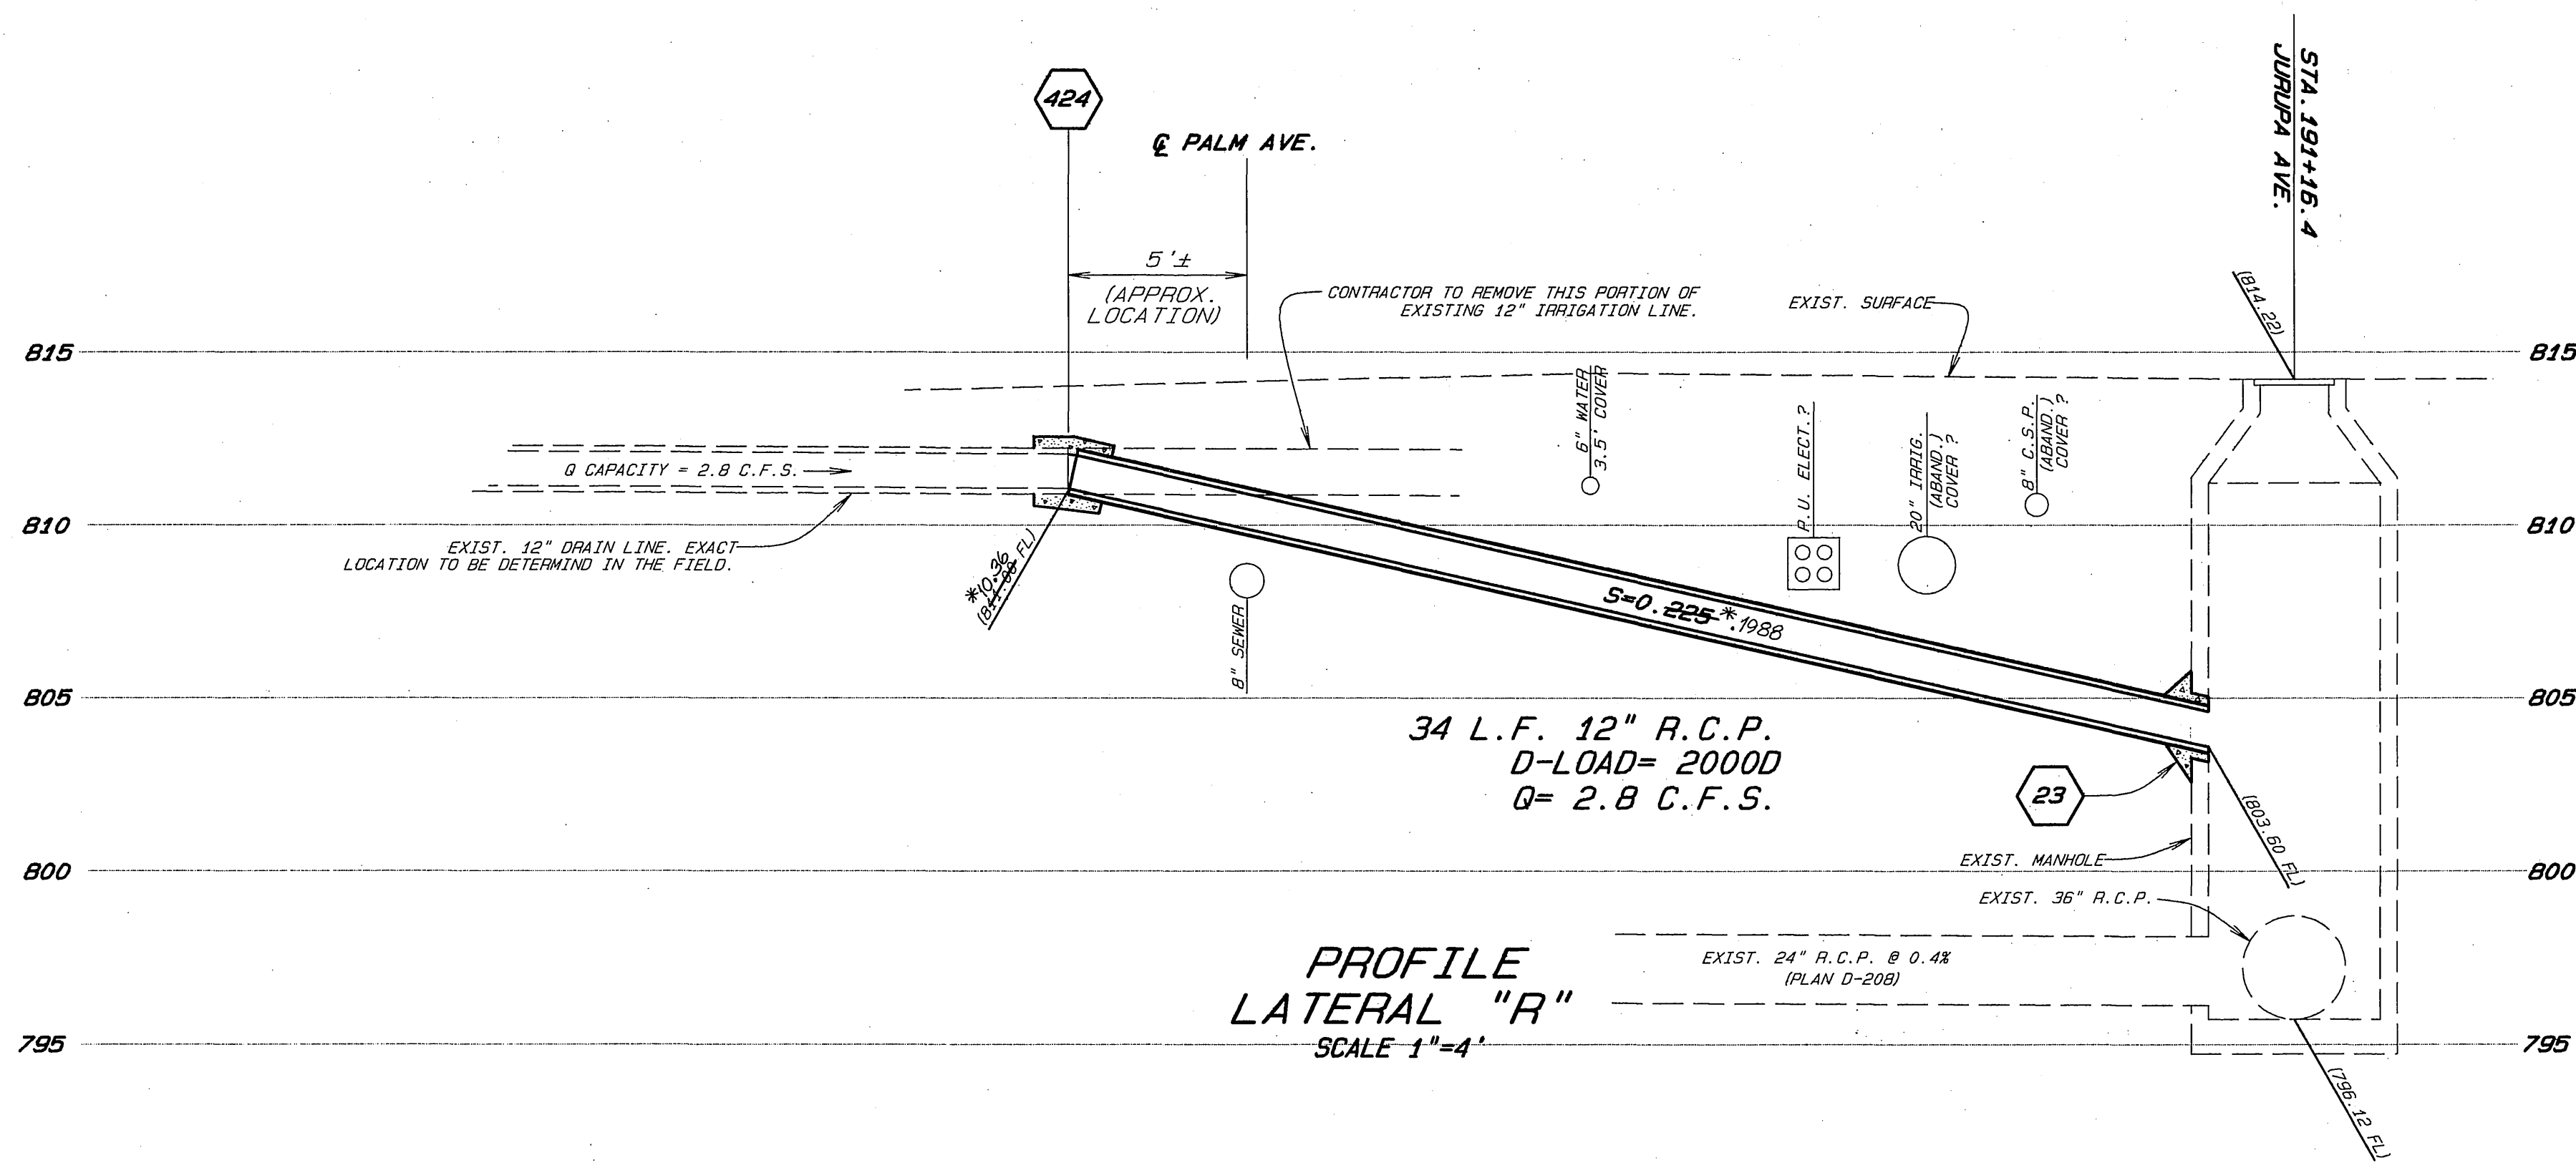 STA. 191+16.4
JURUPA AVE.
424
℄ PALM AVE.
5'±
(APPROX.
LOCATION)
CONTRACTOR TO REMOVE THIS PORTION OF
EXISTING 12" IRRIGATION LINE.
EXIST. SURFACE
(814.22)
815
815
6" WATER
3.5' COVER
P.U. ELECT.?
20" IRRIG.
(ABAND.)
COVER ?
8" C.S.P.
(ABAND.)
COVER ?
Q CAPACITY = 2.8 C.F.S.
810
810
EXIST. 12" DRAIN LINE. EXACT
LOCATION TO BE DETERMIND IN THE FIELD.
*10.36
(811.00 FL)
8" SEWER
S=0.225 *.1988
805
805
34 L.F. 12" R.C.P.
D-LOAD= 2000D
Q= 2.8 C.F.S.
23
(803.60 FL)
EXIST. MANHOLE
800
800
EXIST. 36" R.C.P.
EXIST. 24" R.C.P. @ 0.4%
(PLAN D-208)
PROFILE
LATERAL "R"
SCALE 1"=4'
795
795
(796.12 FL)